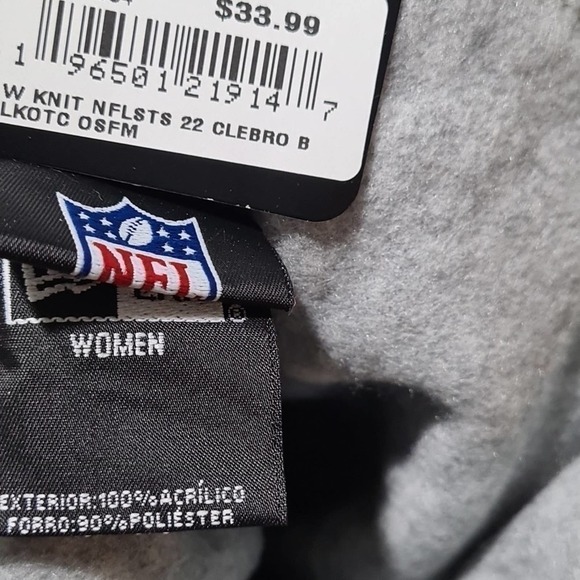 $33.99
1 96501 21914 7
W KNIT NFLSTS 22 CLEBRO B
LKOTC OSFM
NFL
®
WOMEN
EXTERIOR:100%ACRÍLICO
FORRO:90%POLIÉSTER